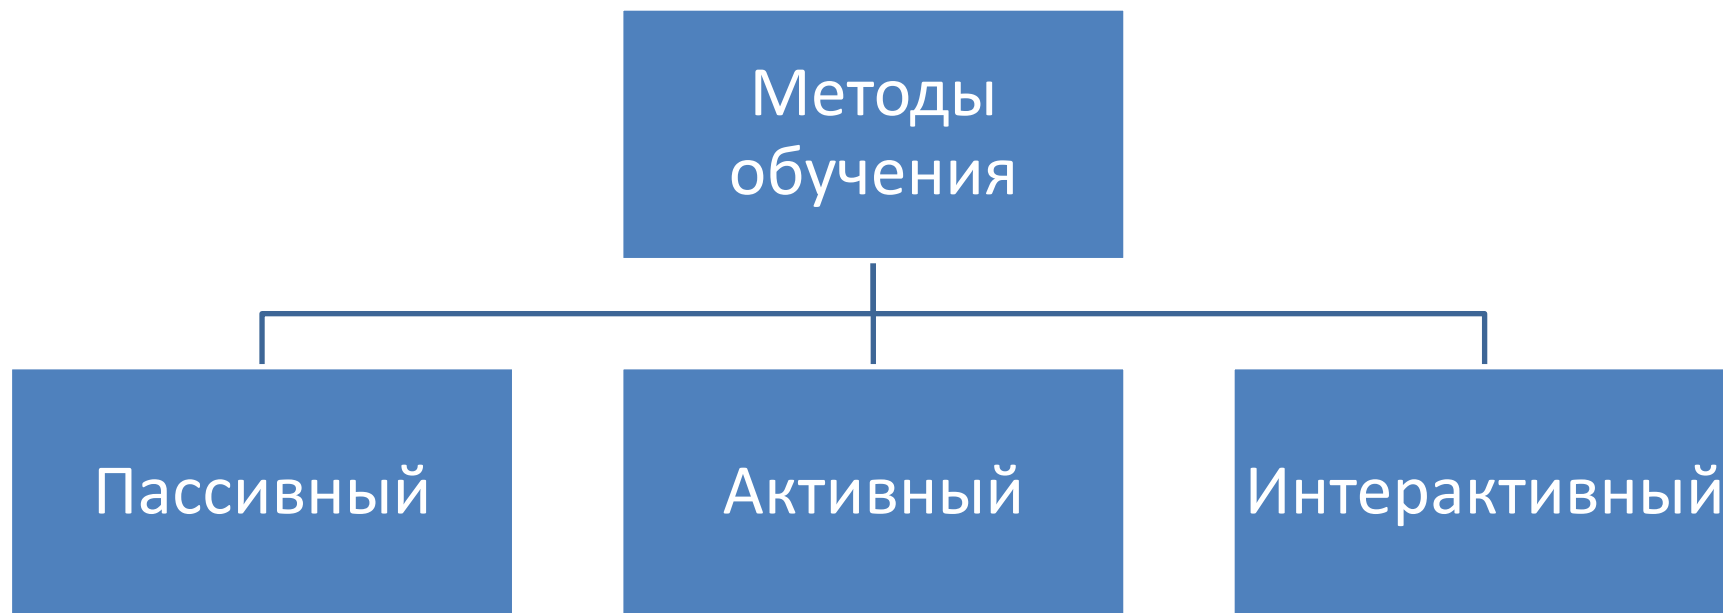 Методы
обучения
Пассивный
Активный
Интерактивный